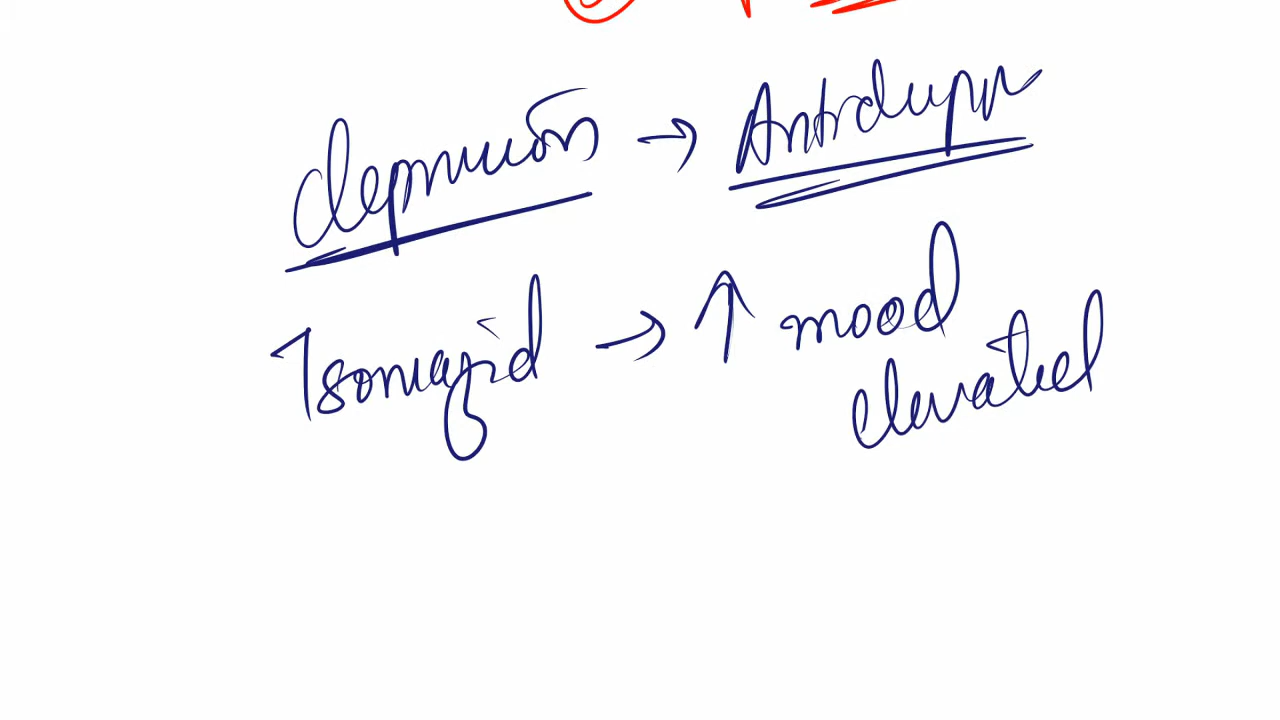 depression → Antidepr
Isoniazid → ↑ mood
elevated